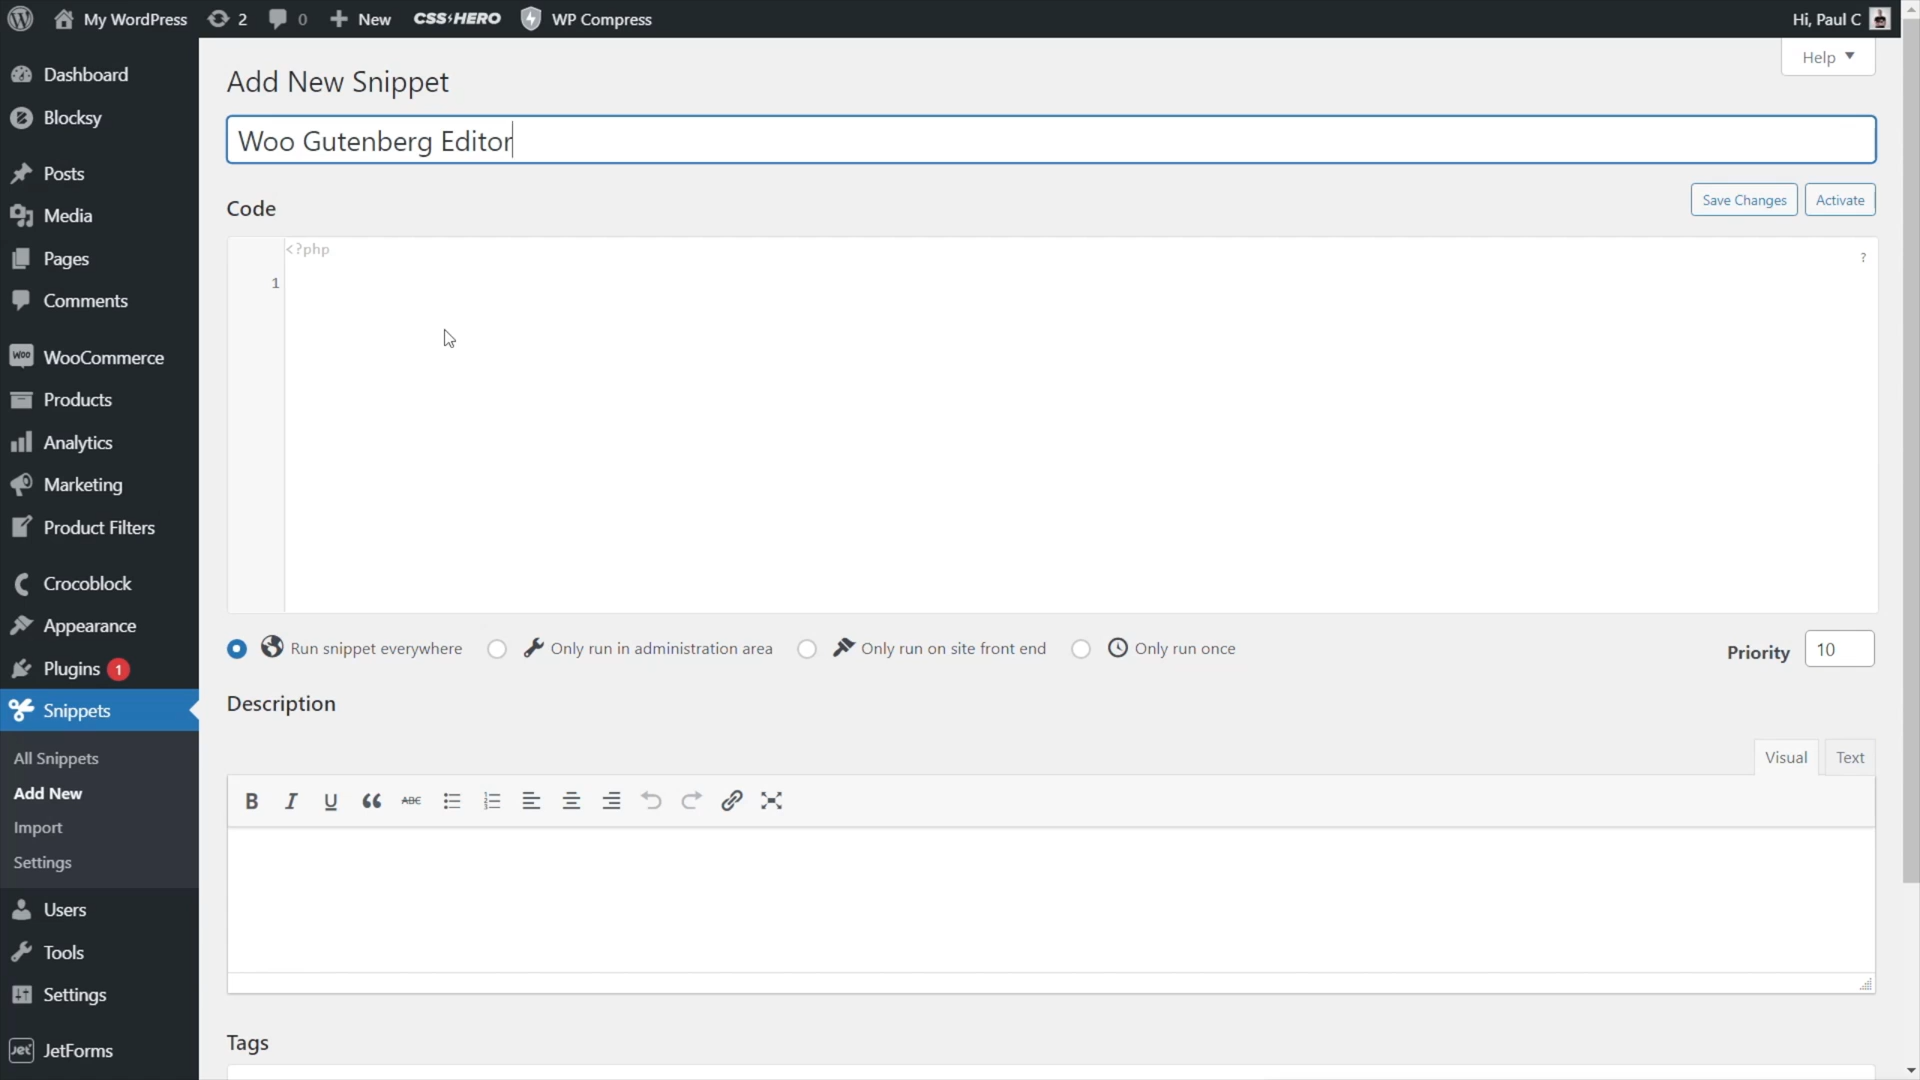 My WordPress 2 0 New CSS HERO WP Compress Hi, Paul C
Help
Dashboard
Blocksy
Posts
Media
Pages
Comments
Woo WooCommerce
Products
Analytics
Marketing
Product Filters
Crocoblock
Appearance
Plugins 1
Snippets
All Snippets
Add New
Import
Settings
Users
Tools
Settings
Jet JetForms
Add New Snippet
Woo Gutenberg Editor
Code
Save Changes Activate
<?php
?
1
Run snippet everywhere Only run in administration area Only run on site front end Only run once
Priority 10
Description
Visual Text
B I U ABC
Tags